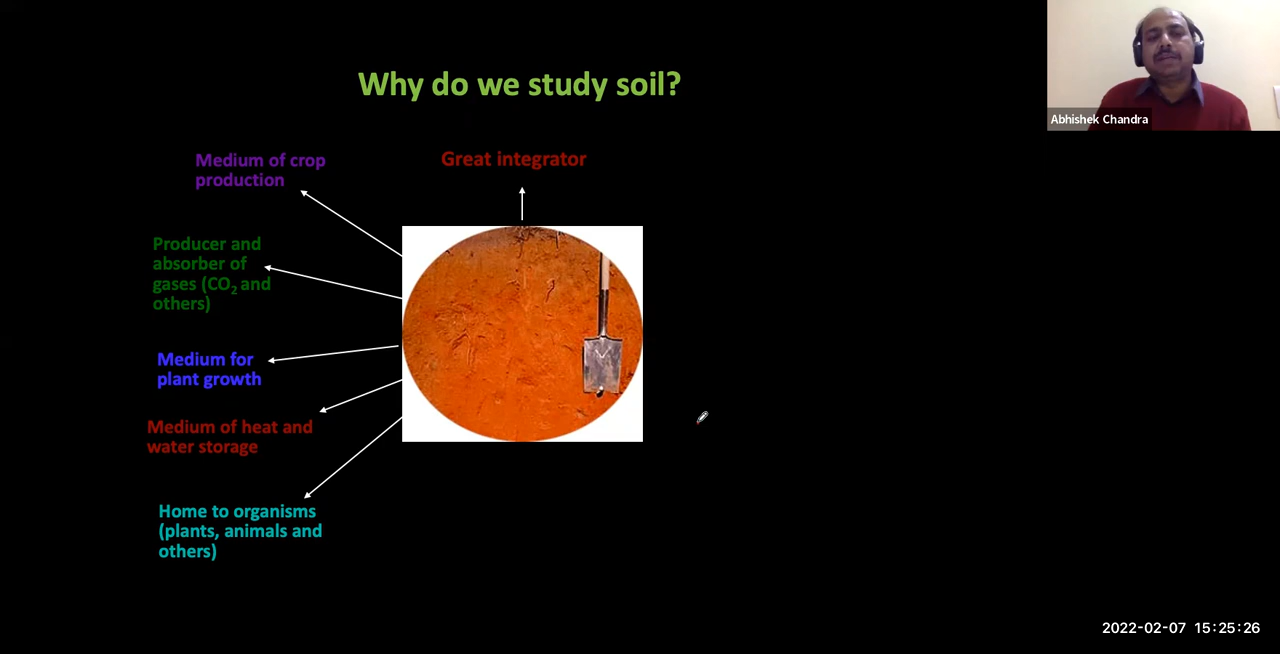 Why do we study soil?
Abhishek Chandra
Medium of crop
production
Great integrator
Producer and
absorber of
gases (CO₂ and
others)
Medium for
plant growth
Medium of heat and
water storage
Home to organisms
(plants, animals and
others)
2022-02-07 15:25:26